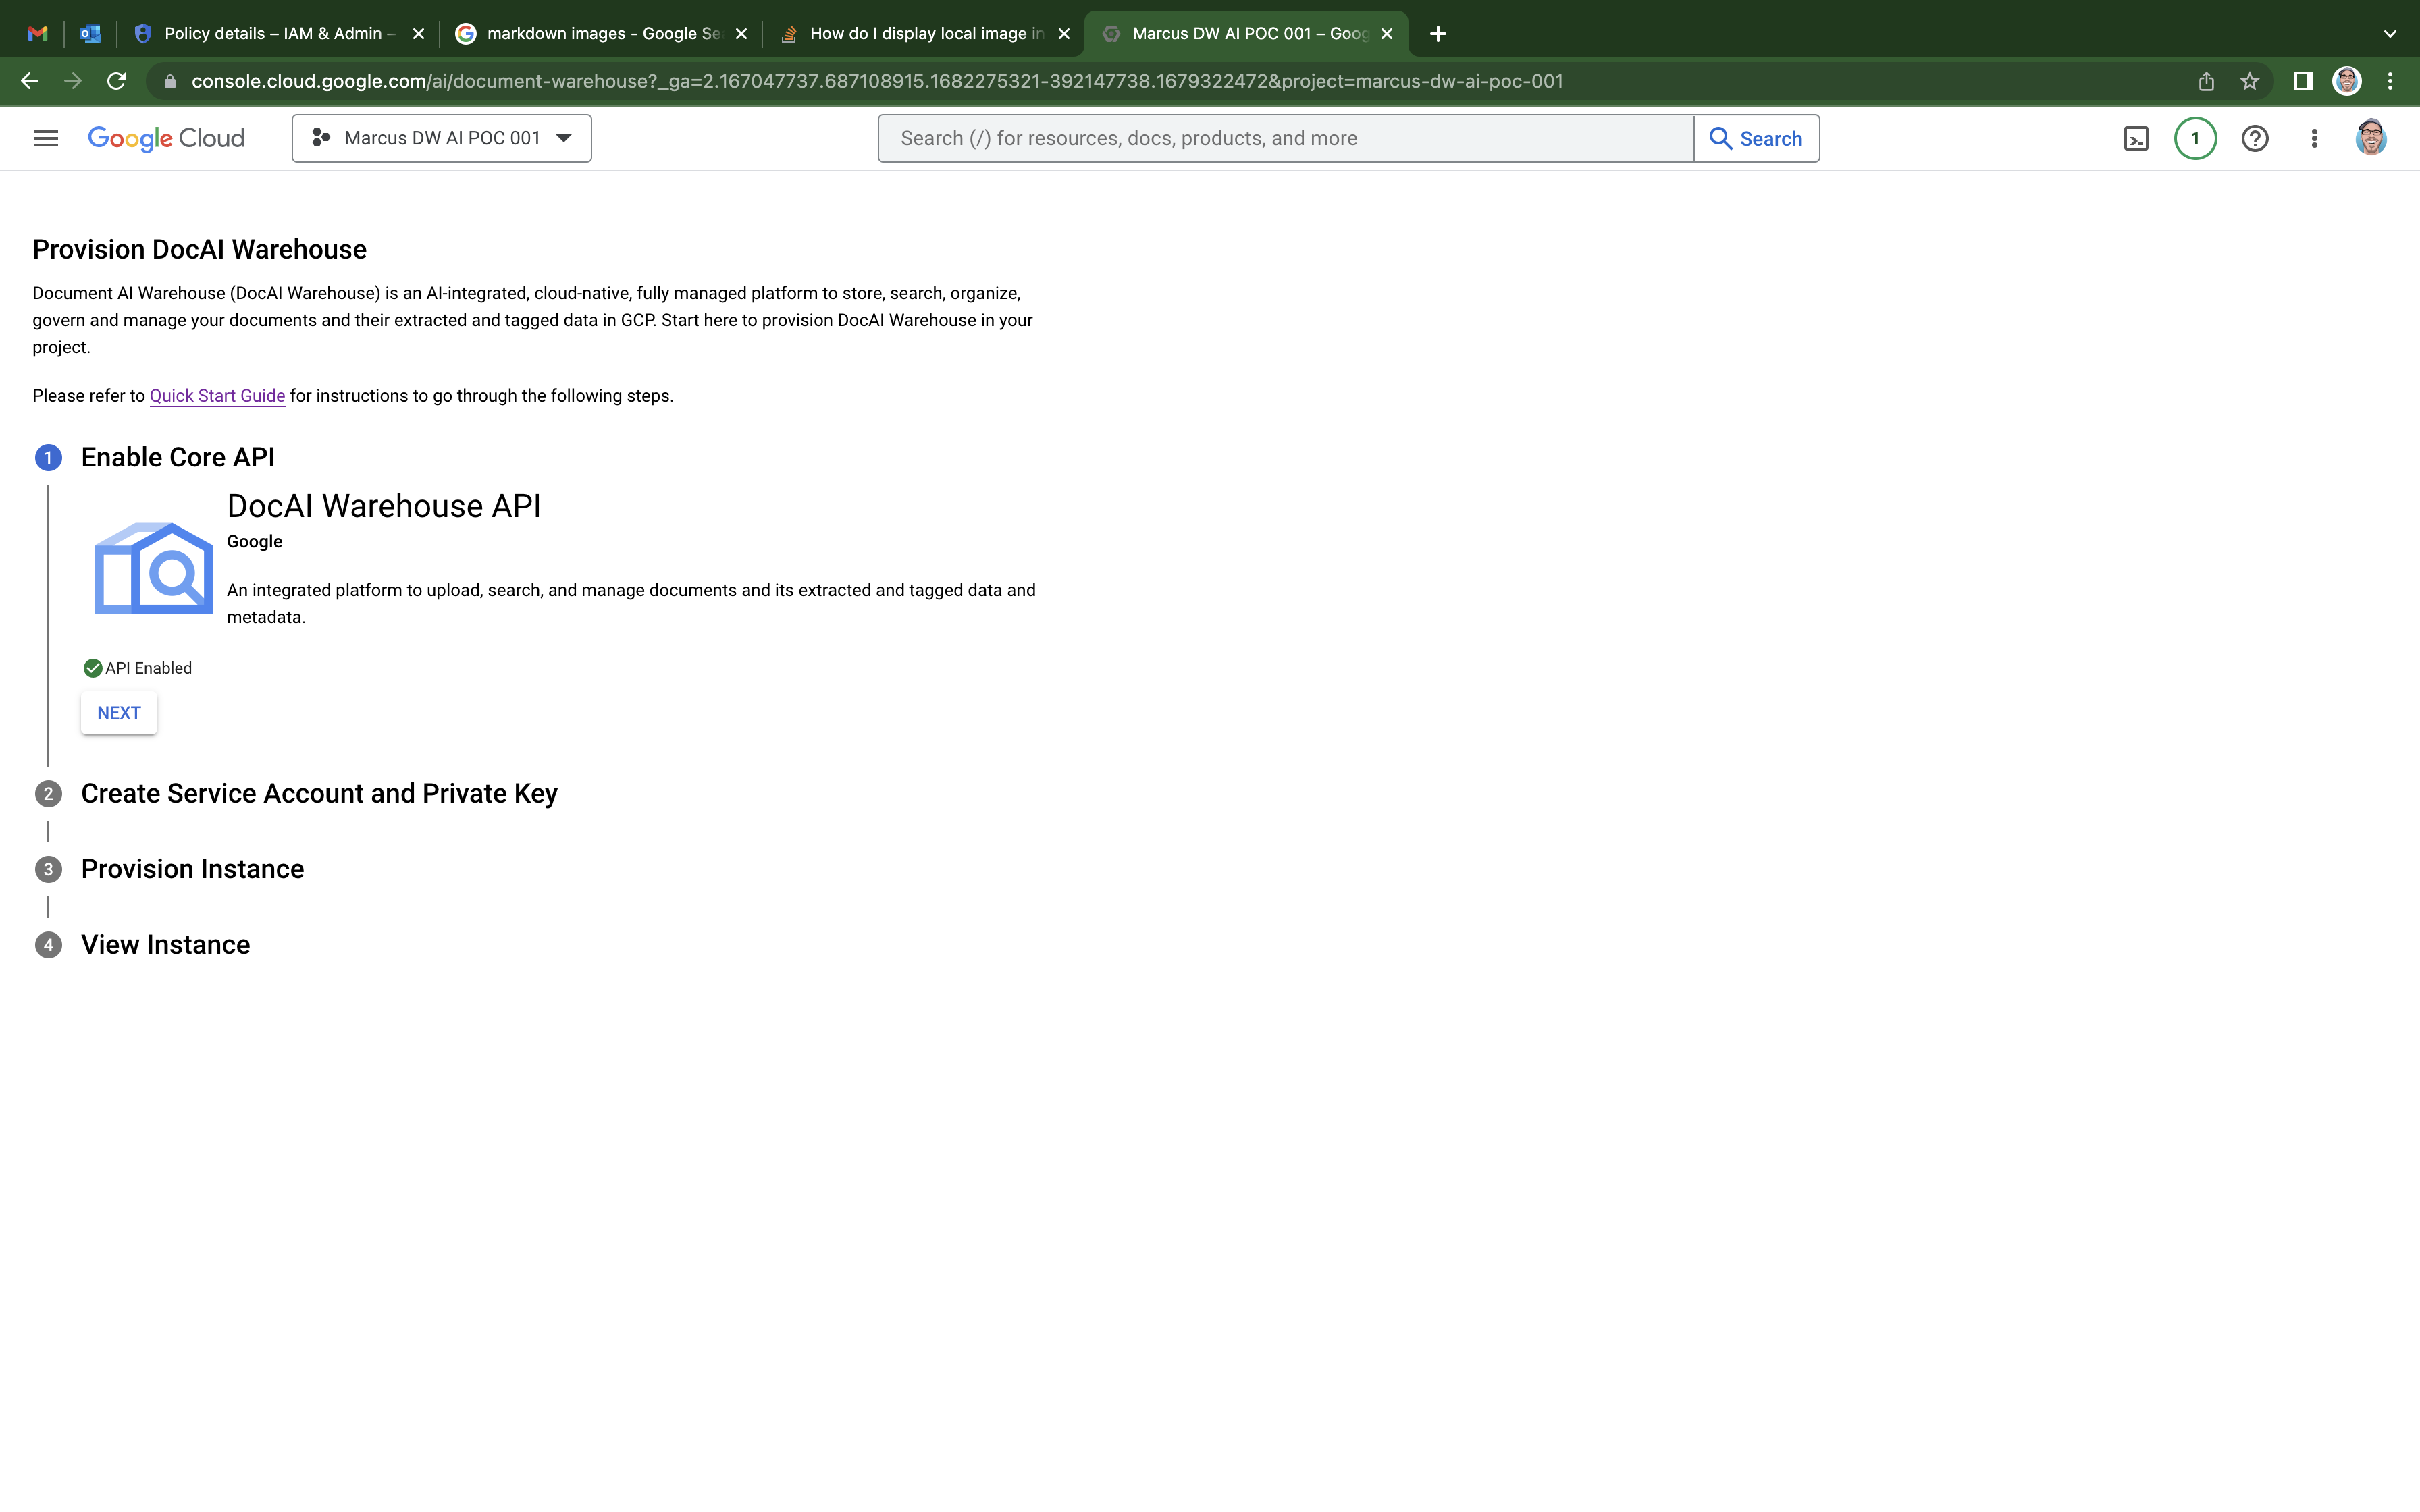 Policy details – IAM & Admin –
markdown images - Google Se
How do I display local image in
Marcus DW AI POC 001 – Goog
console.cloud.google.com/ai/document-warehouse?_ga=2.167047737.687108915.1682275321-392147738.1679322472&project=marcus-dw-ai-poc-001
Google Cloud
Marcus DW AI POC 001
Search (/) for resources, docs, products, and more
Search
1
Provision DocAI Warehouse
Document AI Warehouse (DocAI Warehouse) is an AI-integrated, cloud-native, fully managed platform to store, search, organize,
govern and manage your documents and their extracted and tagged data in GCP. Start here to provision DocAI Warehouse in your
project.
Please refer to Quick Start Guide for instructions to go through the following steps.
1 Enable Core API
DocAI Warehouse API
Google
An integrated platform to upload, search, and manage documents and its extracted and tagged data and
metadata.
API Enabled
NEXT
2 Create Service Account and Private Key
3 Provision Instance
4 View Instance